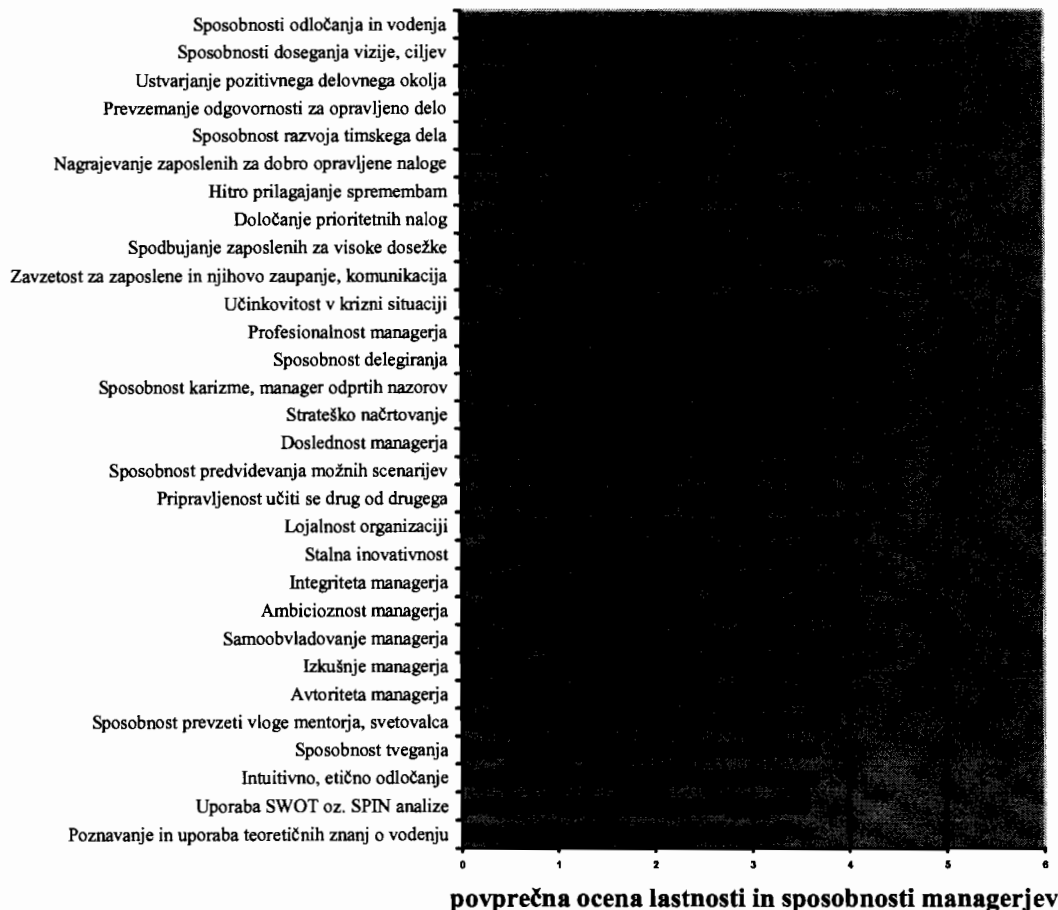 Sposobnosti odločanja in vodenja
Sposobnosti doseganja vizije, ciljev
Ustvarjanje pozitivnega delovnega okolja
Prevzemanje odgovornosti za opravljeno delo
Sposobnost razvoja timskega dela
Nagrajevanje zaposlenih za dobro opravljene naloge
Hitro prilagajanje spremembam
Določanje prioritetnih nalog
Spodbujanje zaposlenih za visoke dosežke
Zavzetost za zaposlene in njihovo zaupanje, komunikacija
Učinkovitost v krizni situaciji
Profesionalnost managerja
Sposobnost delegiranja
Sposobnost karizme, manager odprtih nazorov
Strateško načrtovanje
Doslednost managerja
Sposobnost predvidevanja možnih scenarijev
Pripravljenost učiti se drug od drugega
Lojalnost organizaciji
Stalna inovativnost
Integriteta managerja
Ambicioznost managerja
Samoobvladovanje managerja
Izkušnje managerja
Avtoriteta managerja
Sposobnost prevzeti vloge mentorja, svetovalca
Sposobnost tveganja
Intuitivno, etično odločanje
Uporaba SWOT oz. SPIN analize
Poznavanje in uporaba teoretičnih znanj o vodenju
0 1 2 3 4 5 6
povprečna ocena lastnosti in sposobnosti managerjev